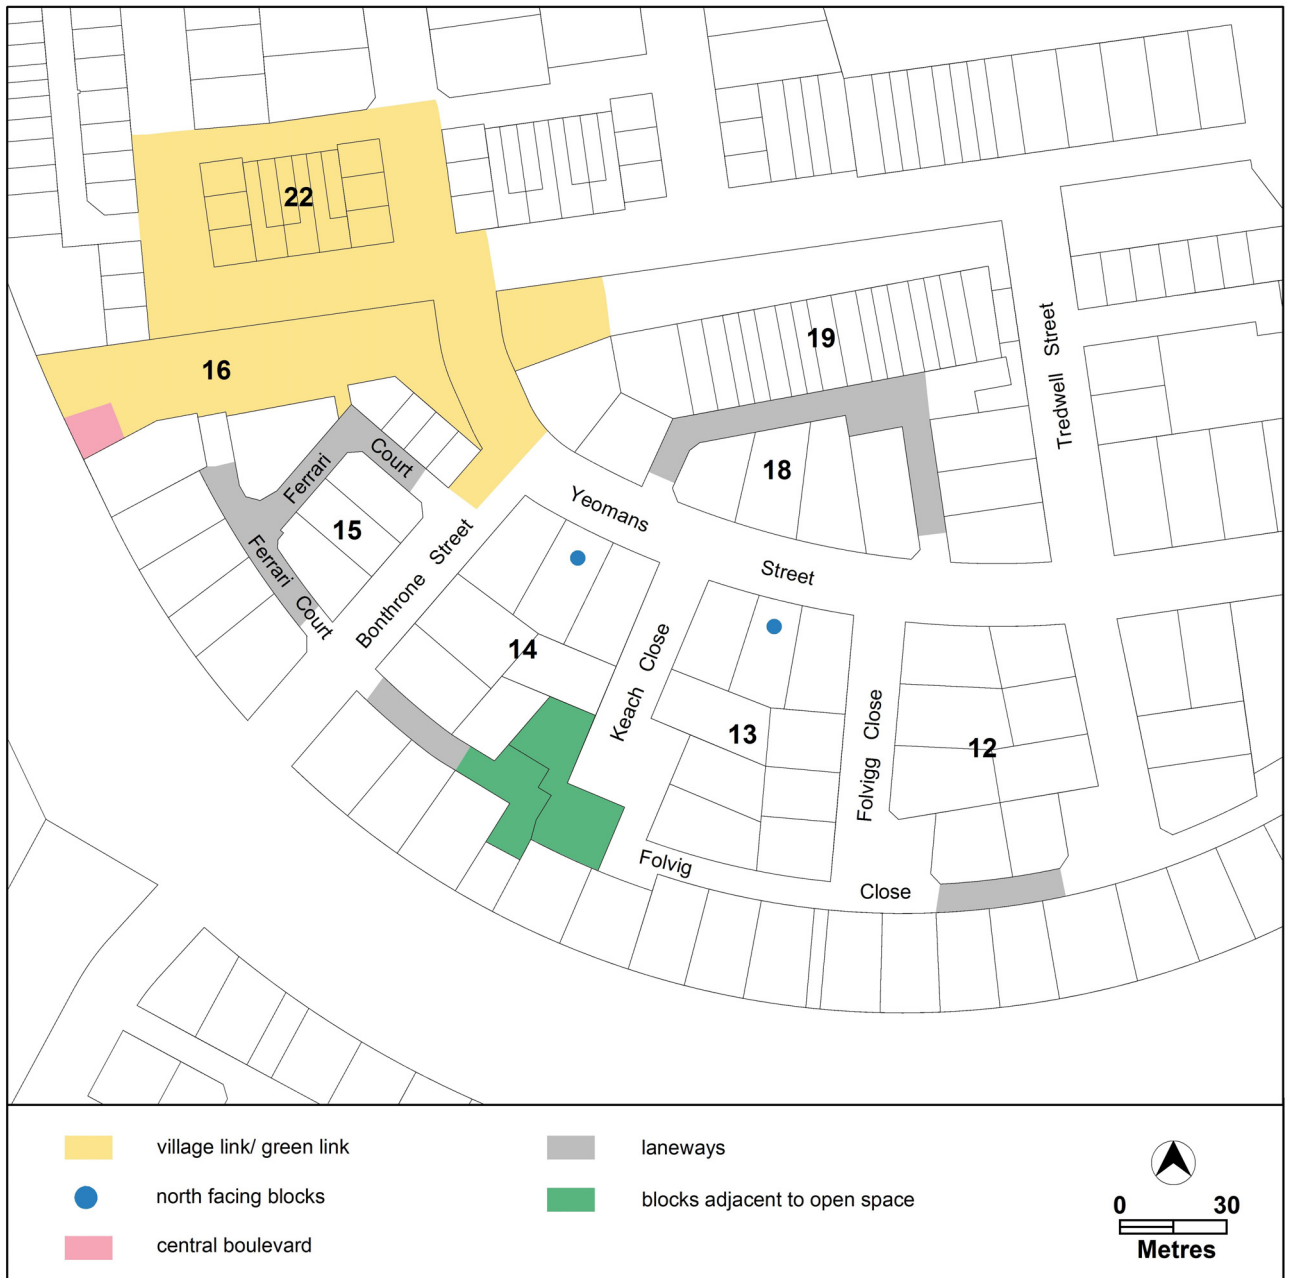 22
16
19
18
Tredwell Street
Ferrari
Court
15
Ferrari
Court
Bonthrone Street
Yeomans
Street
14
Keach Close
13
Folvigg Close
12
Folvig
Close
village link/ green link
north facing blocks
central boulevard
laneways
blocks adjacent to open space
0 30
Metres